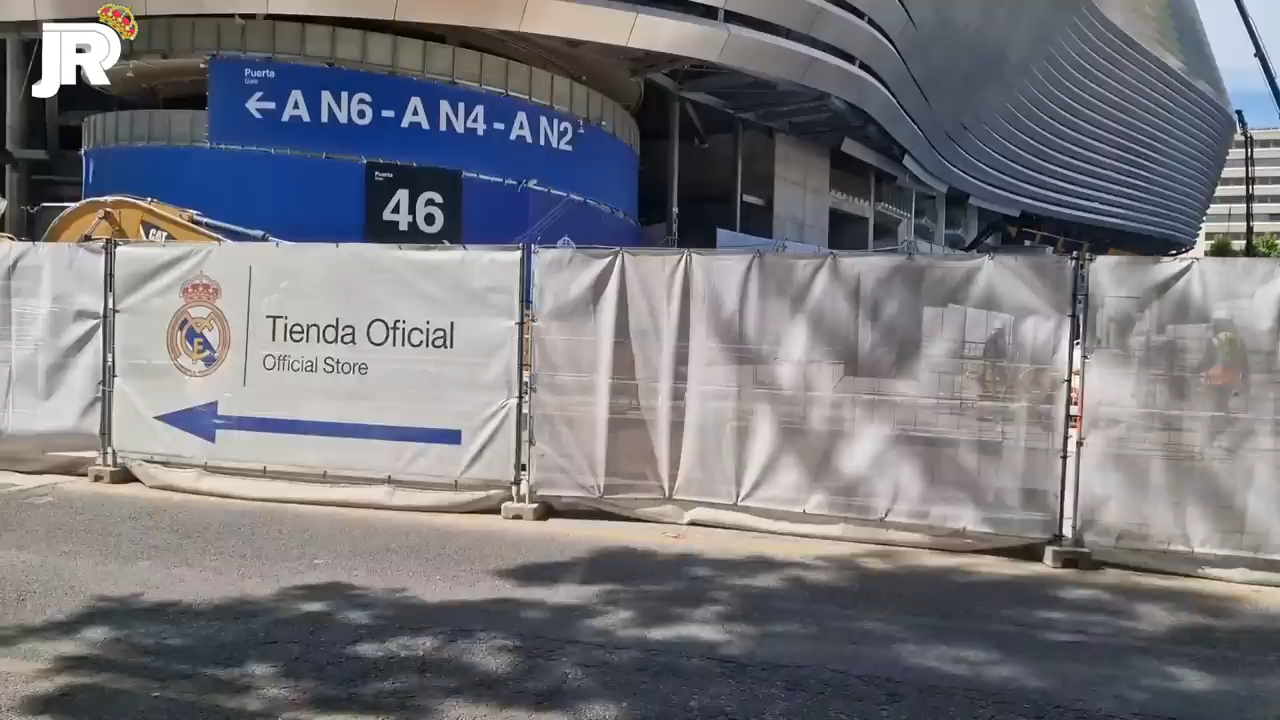 JR
Puerta
Gate
←A N6 - A N4 - A N2
Puerta
46
CAT
Tienda Oficial
Official Store